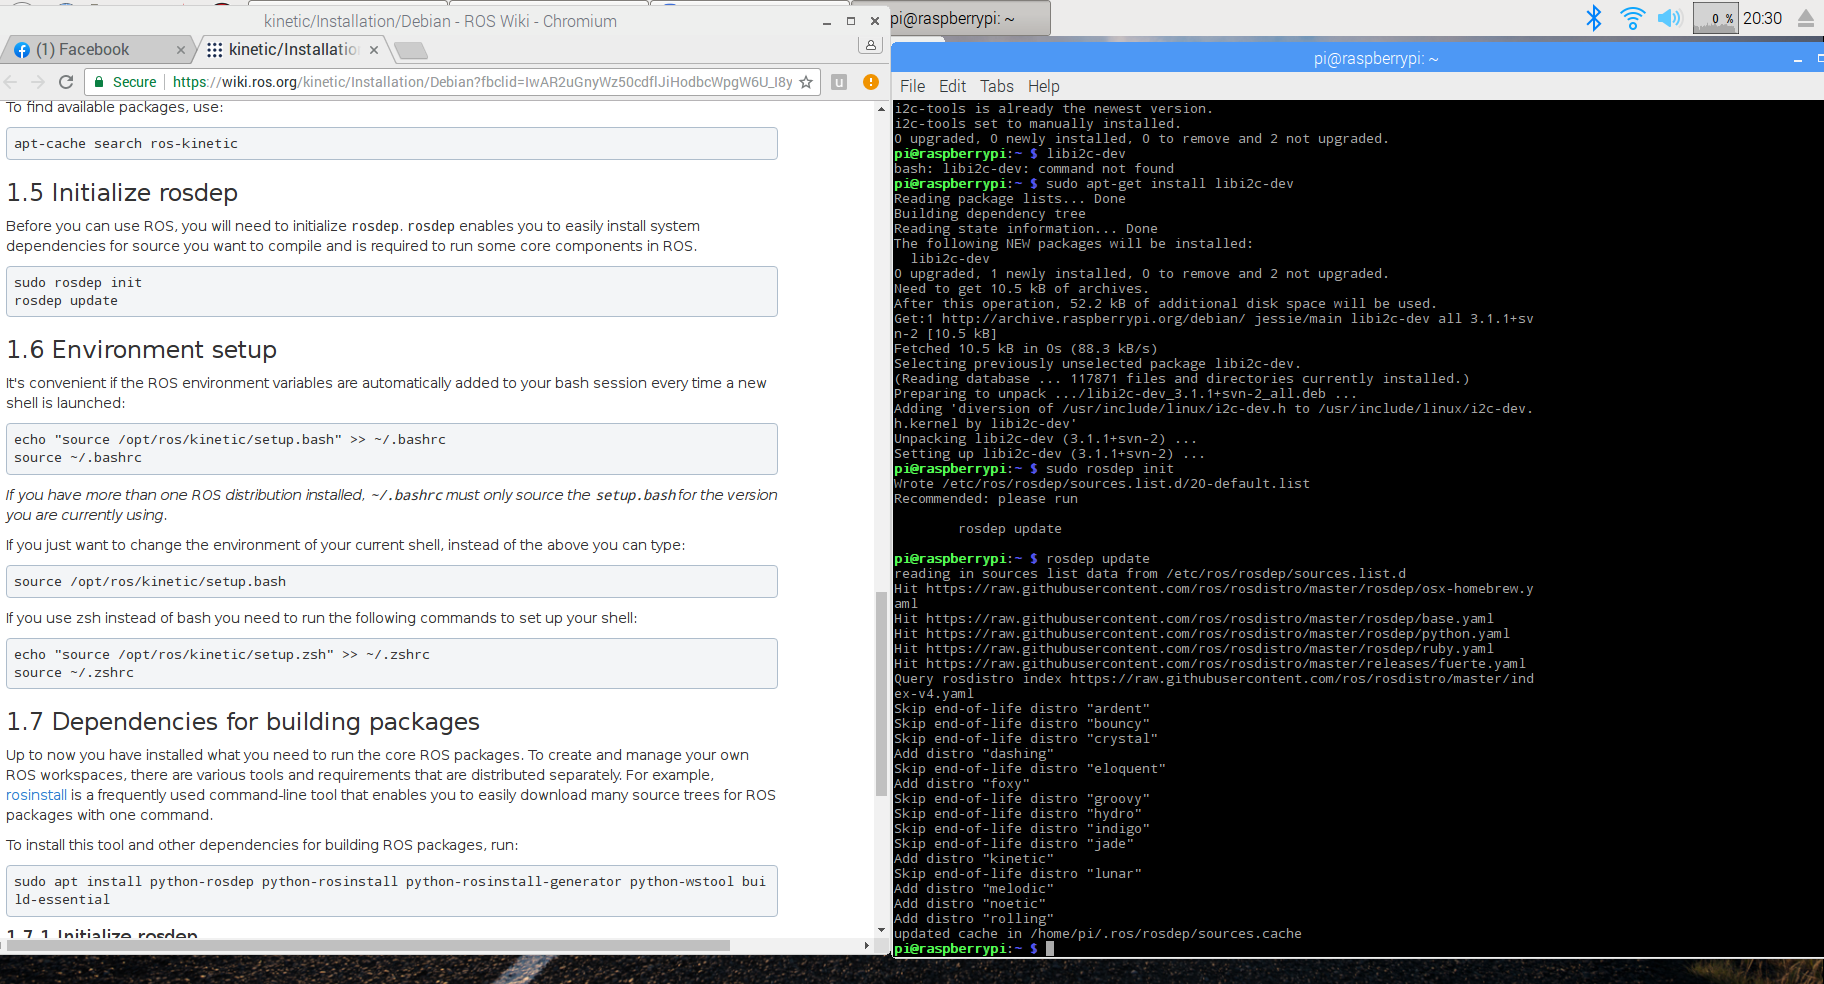 kinetic/Installation/Debian - ROS Wiki - Chromium
pi@raspberrypi: ~
0 %
20:30
(1) Facebook
kinetic/Installatio
Secure
https://wiki.ros.org/kinetic/Installation/Debian?fbclid=IwAR2uGnyWz50cdflJiHodbcWpgW6U_I8y
To find available packages, use:
apt-cache search ros-kinetic
1.5 Initialize rosdep
Before you can use ROS, you will need to initialize rosdep. rosdep enables you to easily install system
dependencies for source you want to compile and is required to run some core components in ROS.
sudo rosdep init
rosdep update
1.6 Environment setup
It's convenient if the ROS environment variables are automatically added to your bash session every time a new
shell is launched:
echo "source /opt/ros/kinetic/setup.bash" >> ~/.bashrc
source ~/.bashrc
If you have more than one ROS distribution installed, ~/.bashrc must only source the setup.bash for the version
you are currently using.
If you just want to change the environment of your current shell, instead of the above you can type:
source /opt/ros/kinetic/setup.bash
If you use zsh instead of bash you need to run the following commands to set up your shell:
echo "source /opt/ros/kinetic/setup.zsh" >> ~/.zshrc
source ~/.zshrc
1.7 Dependencies for building packages
Up to now you have installed what you need to run the core ROS packages. To create and manage your own
ROS workspaces, there are various tools and requirements that are distributed separately. For example,
rosinstall is a frequently used command-line tool that enables you to easily download many source trees for ROS
packages with one command.
To install this tool and other dependencies for building ROS packages, run:
sudo apt install python-rosdep python-rosinstall python-rosinstall-generator python-wstool bui
ld-essential
1.7.1 Initialize rosdep
pi@raspberrypi: ~
File Edit Tabs Help
i2c-tools is already the newest version.
i2c-tools set to manually installed.
0 upgraded, 0 newly installed, 0 to remove and 2 not upgraded.
pi@raspberrypi:~ $ libi2c-dev
bash: libi2c-dev: command not found
pi@raspberrypi:~ $ sudo apt-get install libi2c-dev
Reading package lists... Done
Building dependency tree
Reading state information... Done
The following NEW packages will be installed:
libi2c-dev
0 upgraded, 1 newly installed, 0 to remove and 2 not upgraded.
Need to get 10.5 kB of archives.
After this operation, 52.2 kB of additional disk space will be used.
Get:1 http://archive.raspberrypi.org/debian/ jessie/main libi2c-dev all 3.1.1+sv
n-2 [10.5 kB]
Fetched 10.5 kB in 0s (88.3 kB/s)
Selecting previously unselected package libi2c-dev.
(Reading database ... 117871 files and directories currently installed.)
Preparing to unpack .../libi2c-dev_3.1.1+svn-2_all.deb ...
Adding 'diversion of /usr/include/linux/i2c-dev.h to /usr/include/linux/i2c-dev.
h.kernel by libi2c-dev'
Unpacking libi2c-dev (3.1.1+svn-2) ...
Setting up libi2c-dev (3.1.1+svn-2) ...
pi@raspberrypi:~ $ sudo rosdep init
Wrote /etc/ros/rosdep/sources.list.d/20-default.list
Recommended: please run
rosdep update
pi@raspberrypi:~ $ rosdep update
reading in sources list data from /etc/ros/rosdep/sources.list.d
Hit https://raw.githubusercontent.com/ros/rosdistro/master/rosdep/osx-homebrew.y
aml
Hit https://raw.githubusercontent.com/ros/rosdistro/master/rosdep/base.yaml
Hit https://raw.githubusercontent.com/ros/rosdistro/master/rosdep/python.yaml
Hit https://raw.githubusercontent.com/ros/rosdistro/master/rosdep/ruby.yaml
Hit https://raw.githubusercontent.com/ros/rosdistro/master/releases/fuerte.yaml
Query rosdistro index https://raw.githubusercontent.com/ros/rosdistro/master/ind
ex-v4.yaml
Skip end-of-life distro "ardent"
Skip end-of-life distro "bouncy"
Skip end-of-life distro "crystal"
Add distro "dashing"
Skip end-of-life distro "eloquent"
Add distro "foxy"
Skip end-of-life distro "groovy"
Skip end-of-life distro "hydro"
Skip end-of-life distro "indigo"
Skip end-of-life distro "jade"
Add distro "kinetic"
Skip end-of-life distro "lunar"
Add distro "melodic"
Add distro "noetic"
Add distro "rolling"
updated cache in /home/pi/.ros/rosdep/sources.cache
pi@raspberrypi:~ $